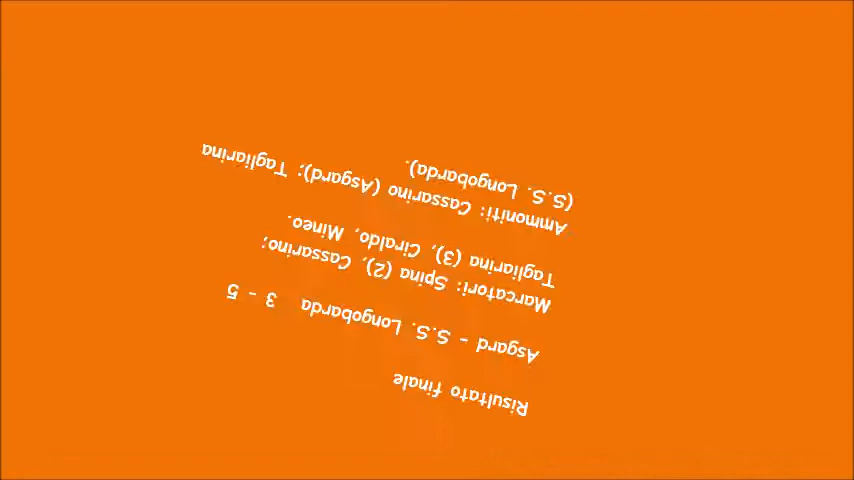 Risultato finale
Asgard - S.S. Longobarda 3 - 5
Marcatori: Spina (2), Cassarino;
Tagliarina (3), Ciraldo, Mineo.
Ammoniti: Cassarino (Asgard); Tagliarina
(S.S. Longobarda).